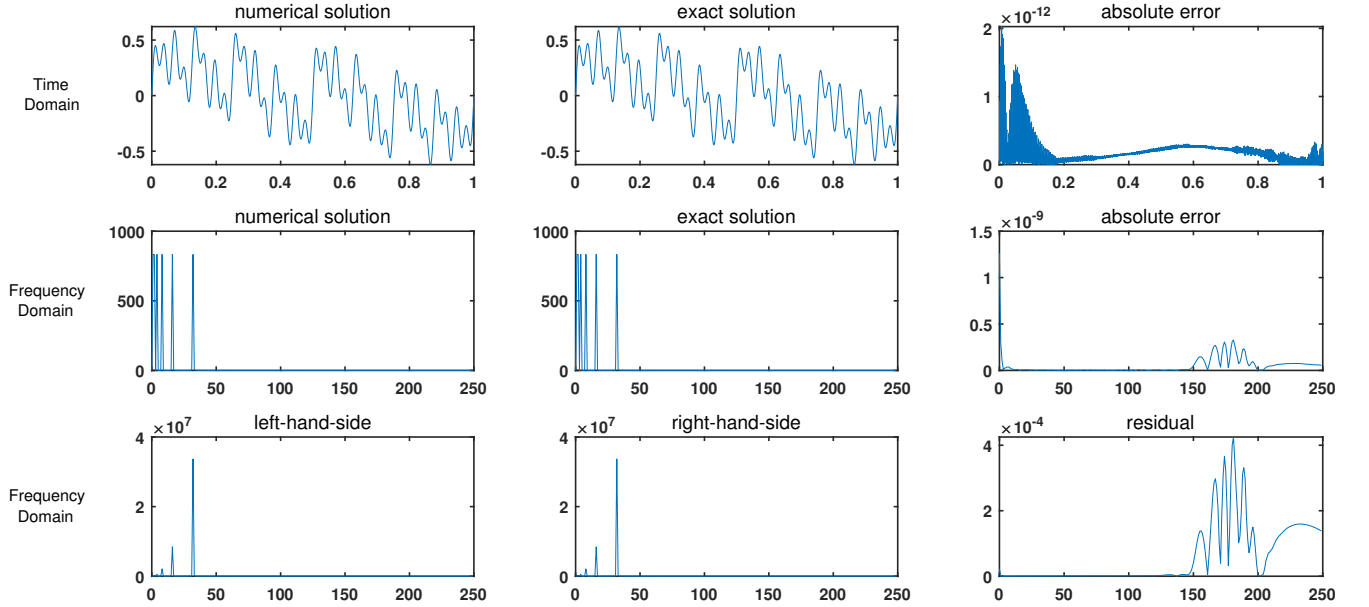 numerical solution
exact solution
absolute error
×10⁻¹²
Time
Domain
0.5
0
-0.5
0 0.2 0.4 0.6 0.8 1
0.5
0
-0.5
0 0.2 0.4 0.6 0.8 1
2
1
0
0 0.2 0.4 0.6 0.8 1
numerical solution
exact solution
absolute error
×10⁻⁹
Frequency
Domain
1000
500
0
0 50 100 150 200 250
1000
500
0
0 50 100 150 200 250
1.5
1
0.5
0
0 50 100 150 200 250
left-hand-side
right-hand-side
residual
×10⁷
×10⁷
×10⁻⁴
Frequency
Domain
4
2
0
0 50 100 150 200 250
4
2
0
0 50 100 150 200 250
4
2
0
0 50 100 150 200 250